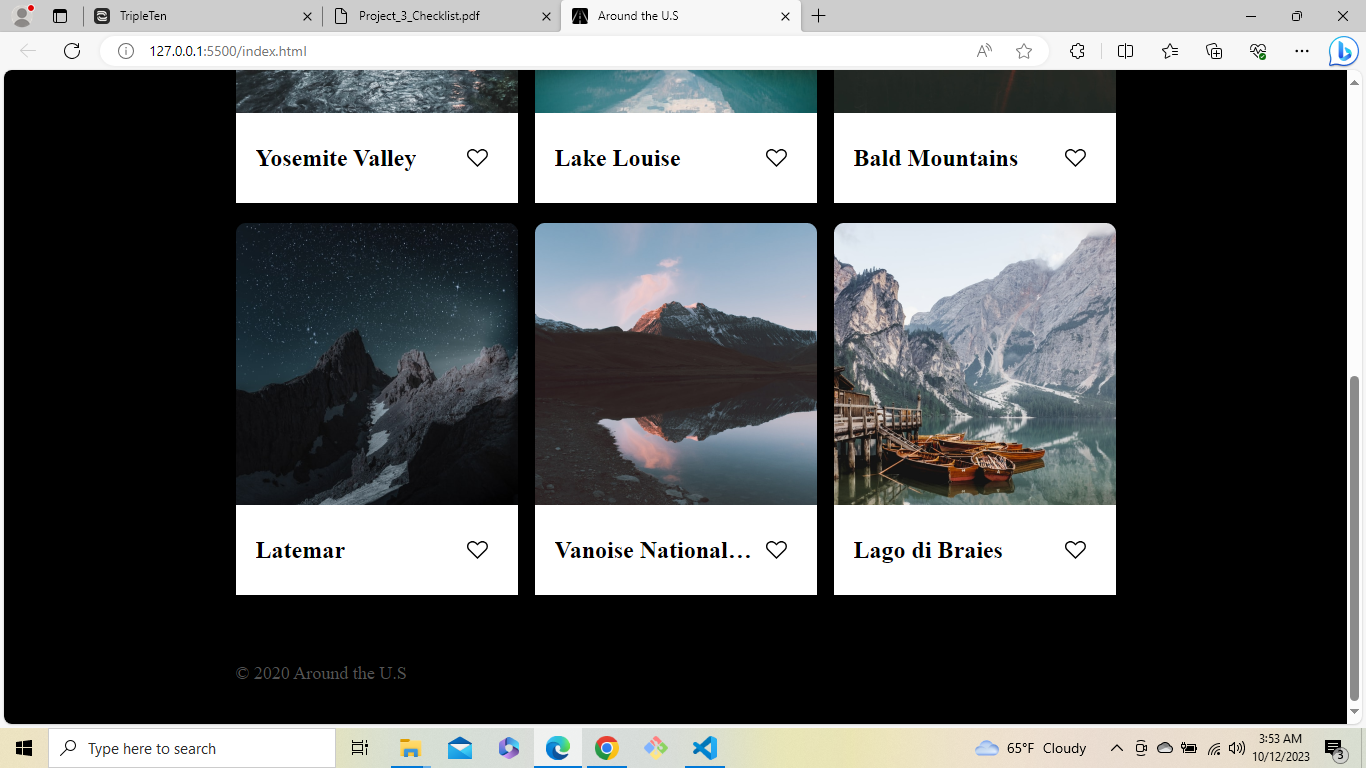 TripleTen
Project_3_Checklist.pdf
Around the U.S
127.0.0.1:5500/index.html
Yosemite Valley
Lake Louise
Bald Mountains
Latemar
Vanoise National…
Lago di Braies
© 2020 Around the U.S
Type here to search
65°F Cloudy
3:53 AM
10/12/2023
3